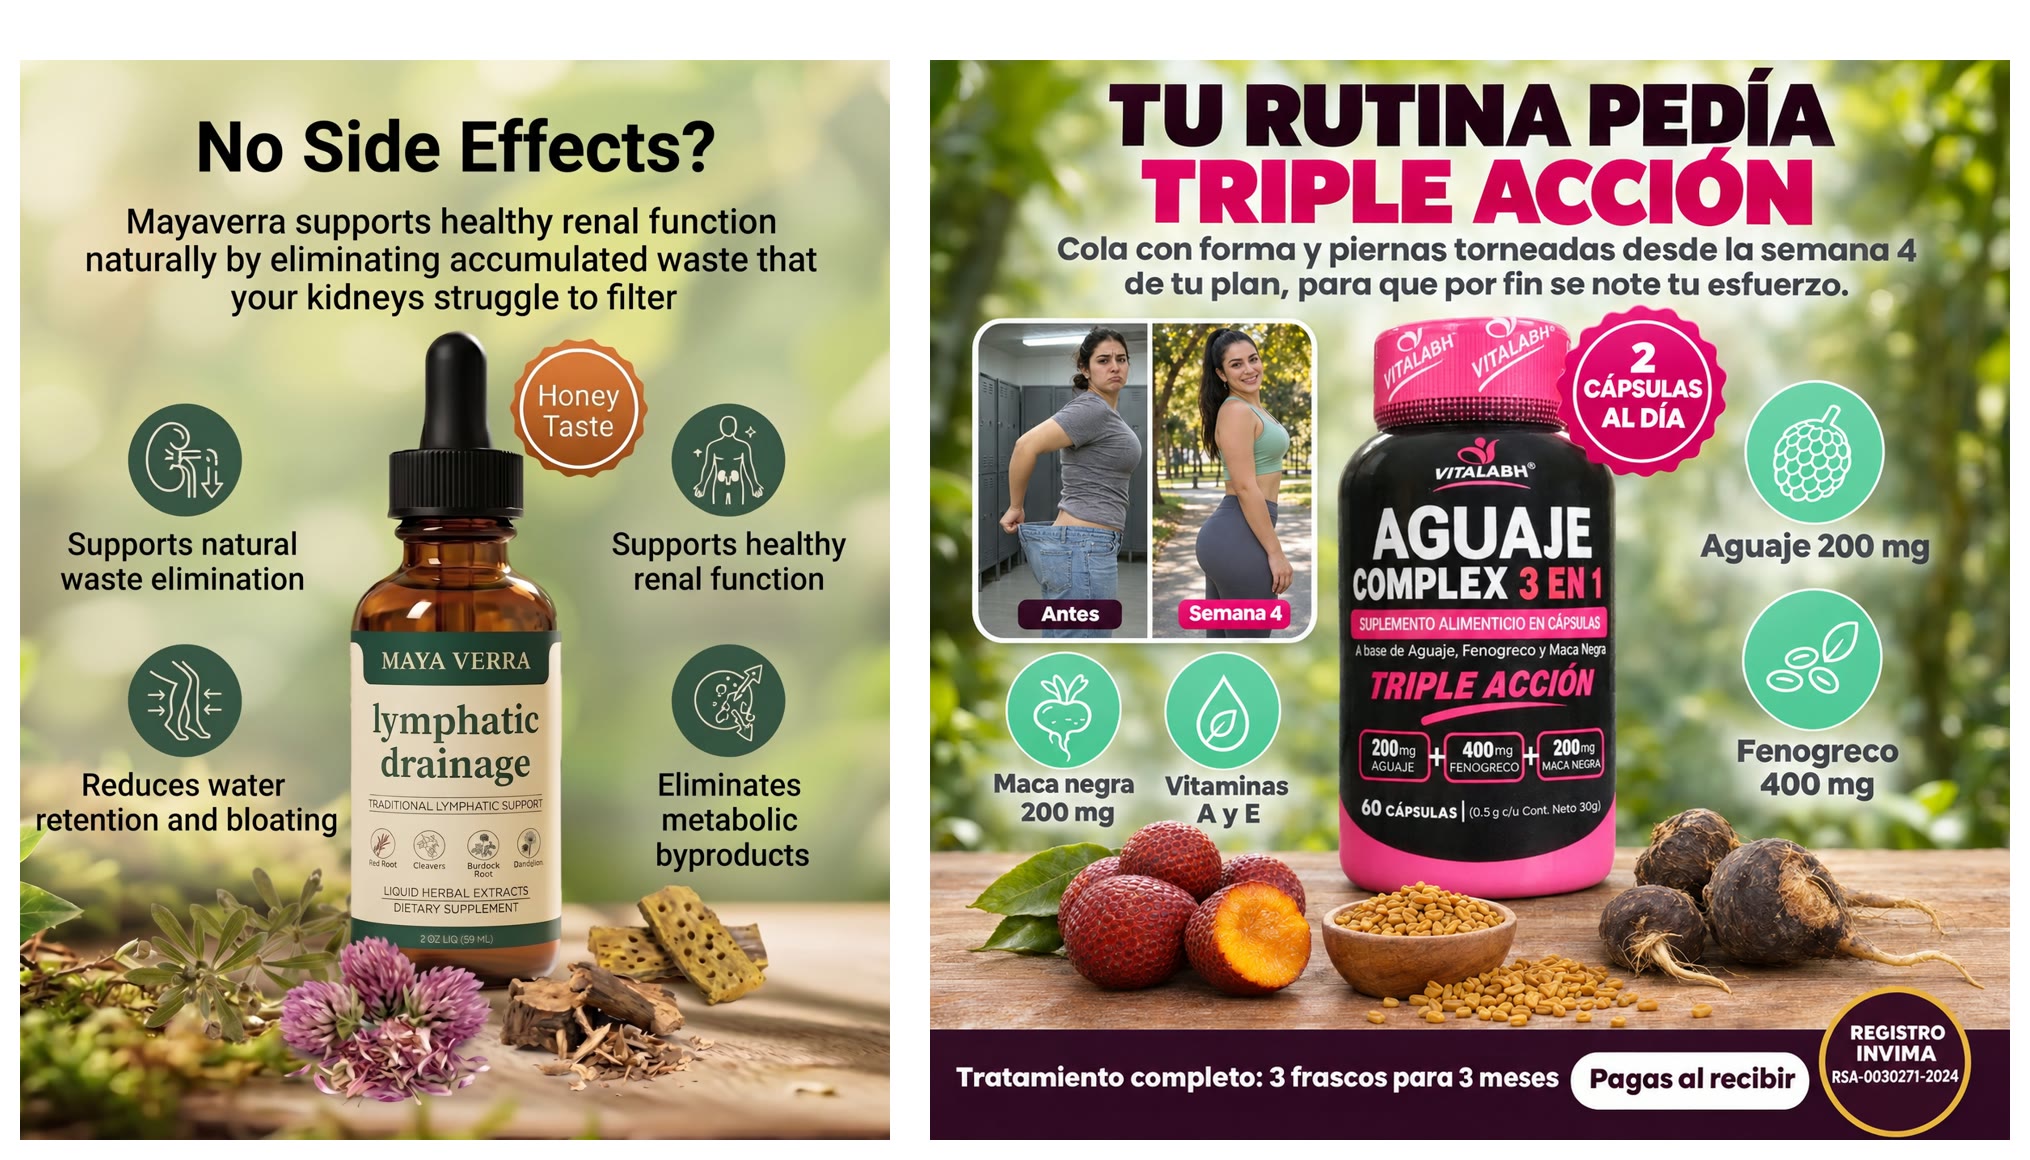 No Side Effects?
Mayaverra supports healthy renal function
naturally by eliminating accumulated waste that
your kidneys struggle to filter
Honey
Taste
Supports natural
waste elimination
Supports healthy
renal function
Reduces water
retention and bloating
Eliminates
metabolic
byproducts
MAYA VERRA
lymphatic
drainage
TRADITIONAL LYMPHATIC SUPPORT
Red Root
Cleavers
Burdock
Root
Dandelion
LIQUID HERBAL EXTRACTS
DIETARY SUPPLEMENT
2 OZ LIQ (59 ML)
TU RUTINA PEDÍA
TRIPLE ACCIÓN
Cola con forma y piernas torneadas desde la semana 4
de tu plan, para que por fin se note tu esfuerzo.
Antes
Semana 4
VITALABH
VITALABH®
2
CÁPSULAS
AL DÍA
VITALABH®
AGUAJE
COMPLEX 3 EN 1
SUPLEMENTO ALIMENTICIO EN CÁPSULAS
A base de Aguaje, Fenogreco y Maca Negra
TRIPLE ACCIÓN
200mg AGUAJE + 400mg FENOGRECO + 200mg MACA NEGRA
60 CÁPSULAS | (0.5 g c/u Cont. Neto 30g)
Aguaje 200 mg
Fenogreco
400 mg
Maca negra
200 mg
Vitaminas
A y E
Tratamiento completo: 3 frascos para 3 meses
Pagas al recibir
REGISTRO
INVIMA
RSA-0030271-2024